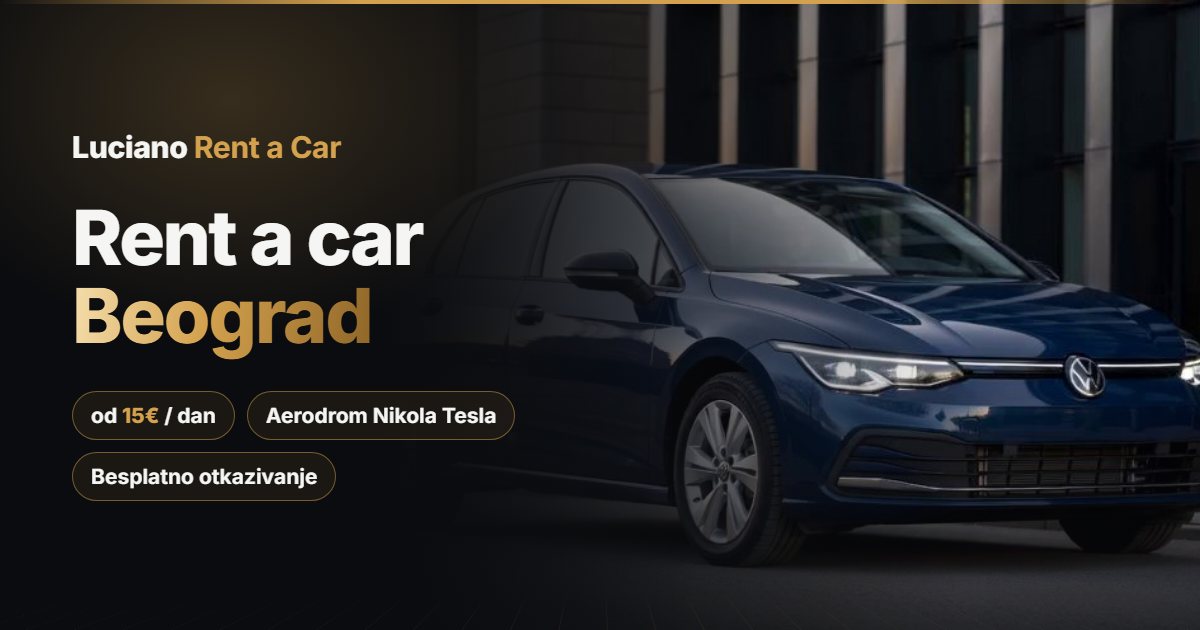 Luciano Rent a Car
Rent a car
Beograd
od 15€ / dan
Aerodrom Nikola Tesla
Besplatno otkazivanje